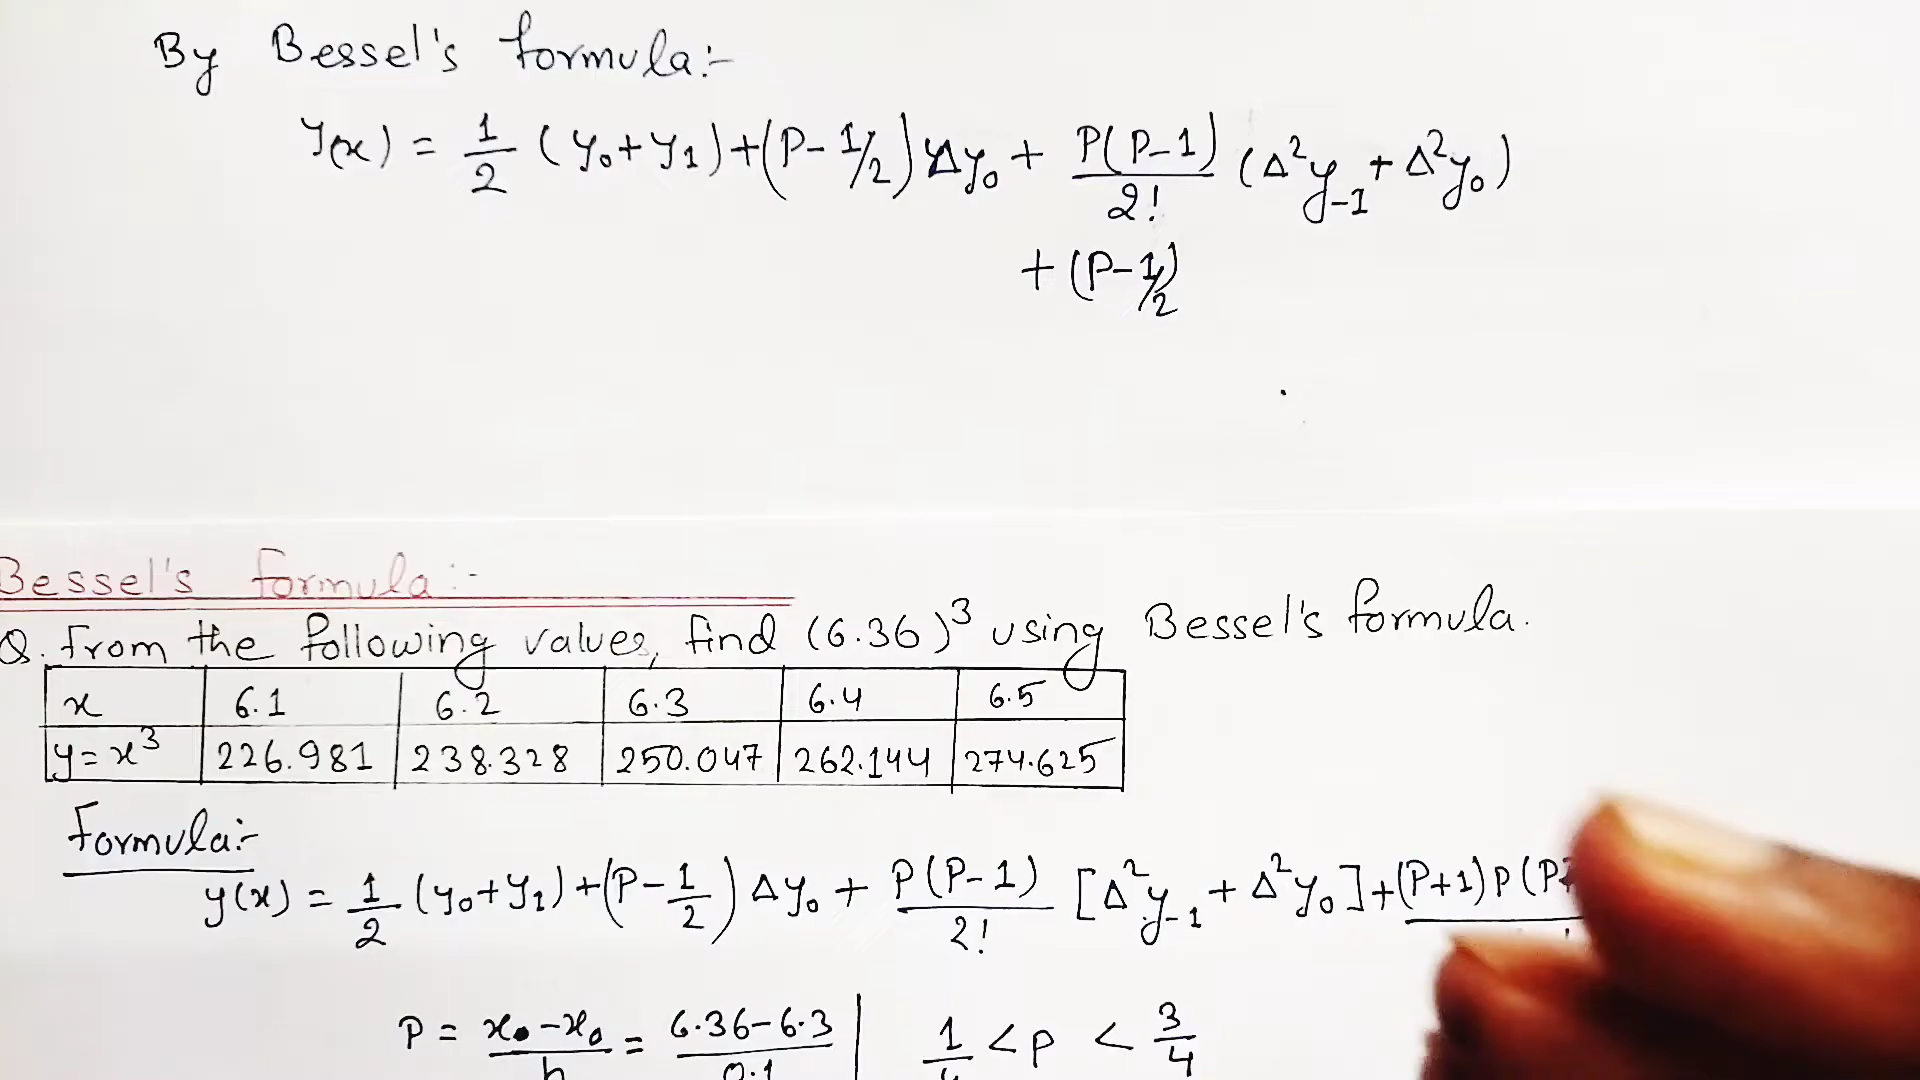 By Bessel's formula:-
y(x) = 1/2 (y₀+y₁)+(P-1/2) Δy₀ + P(P-1)/2! (Δ²y₋₁ + Δ²y₀)
+ (P-1/2)
Bessel's formula:-
Q. From the following values, find (6.36)³ using Bessel's formula.
x 6.1 6.2 6.3 6.4 6.5
y=x³ 226.981 238.328 250.047 262.144 274.625
Formula:-
y(x) = 1/2 (y₀+y₁)+(P-1/2) Δy₀ + P(P-1)/2! [Δ²y₋₁ + Δ²y₀]+(P+1)P(P
P = x₀-x₀/h = 6.36-6.3/0.1 | 1/4 <P < 3/4